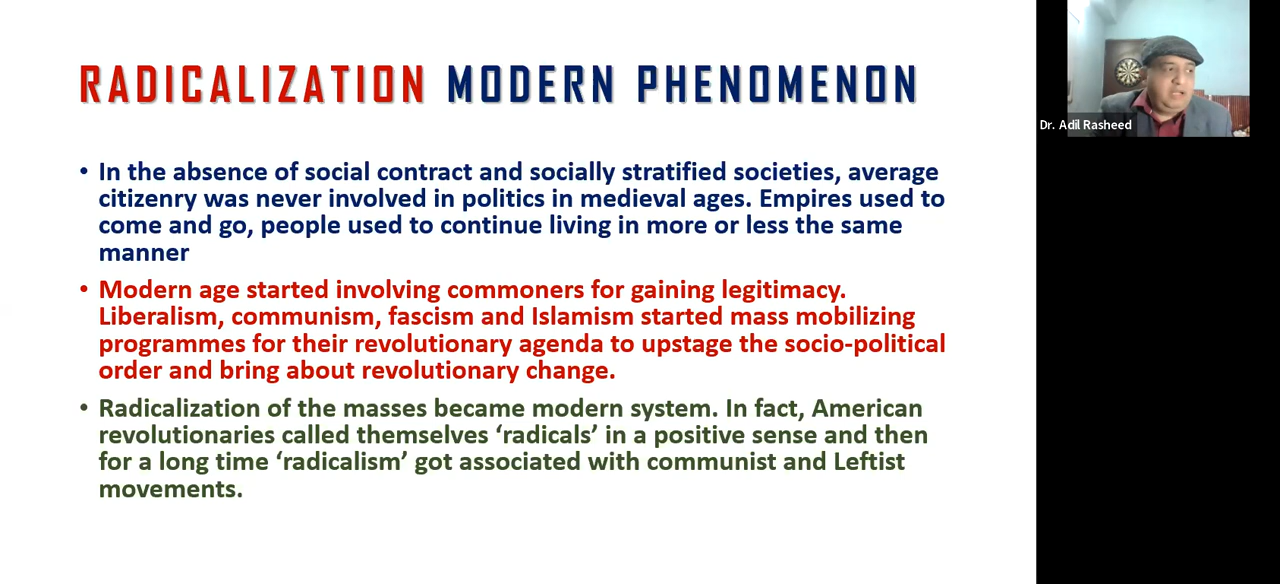 RADICALIZATION MODERN PHENOMENON
• In the absence of social contract and socially stratified societies, average
citizenry was never involved in politics in medieval ages. Empires used to
come and go, people used to continue living in more or less the same
manner
• Modern age started involving commoners for gaining legitimacy.
Liberalism, communism, fascism and Islamism started mass mobilizing
programmes for their revolutionary agenda to upstage the socio-political
order and bring about revolutionary change.
• Radicalization of the masses became modern system. In fact, American
revolutionaries called themselves ‘radicals’ in a positive sense and then
for a long time ‘radicalism’ got associated with communist and Leftist
movements.
Dr. Adil Rasheed